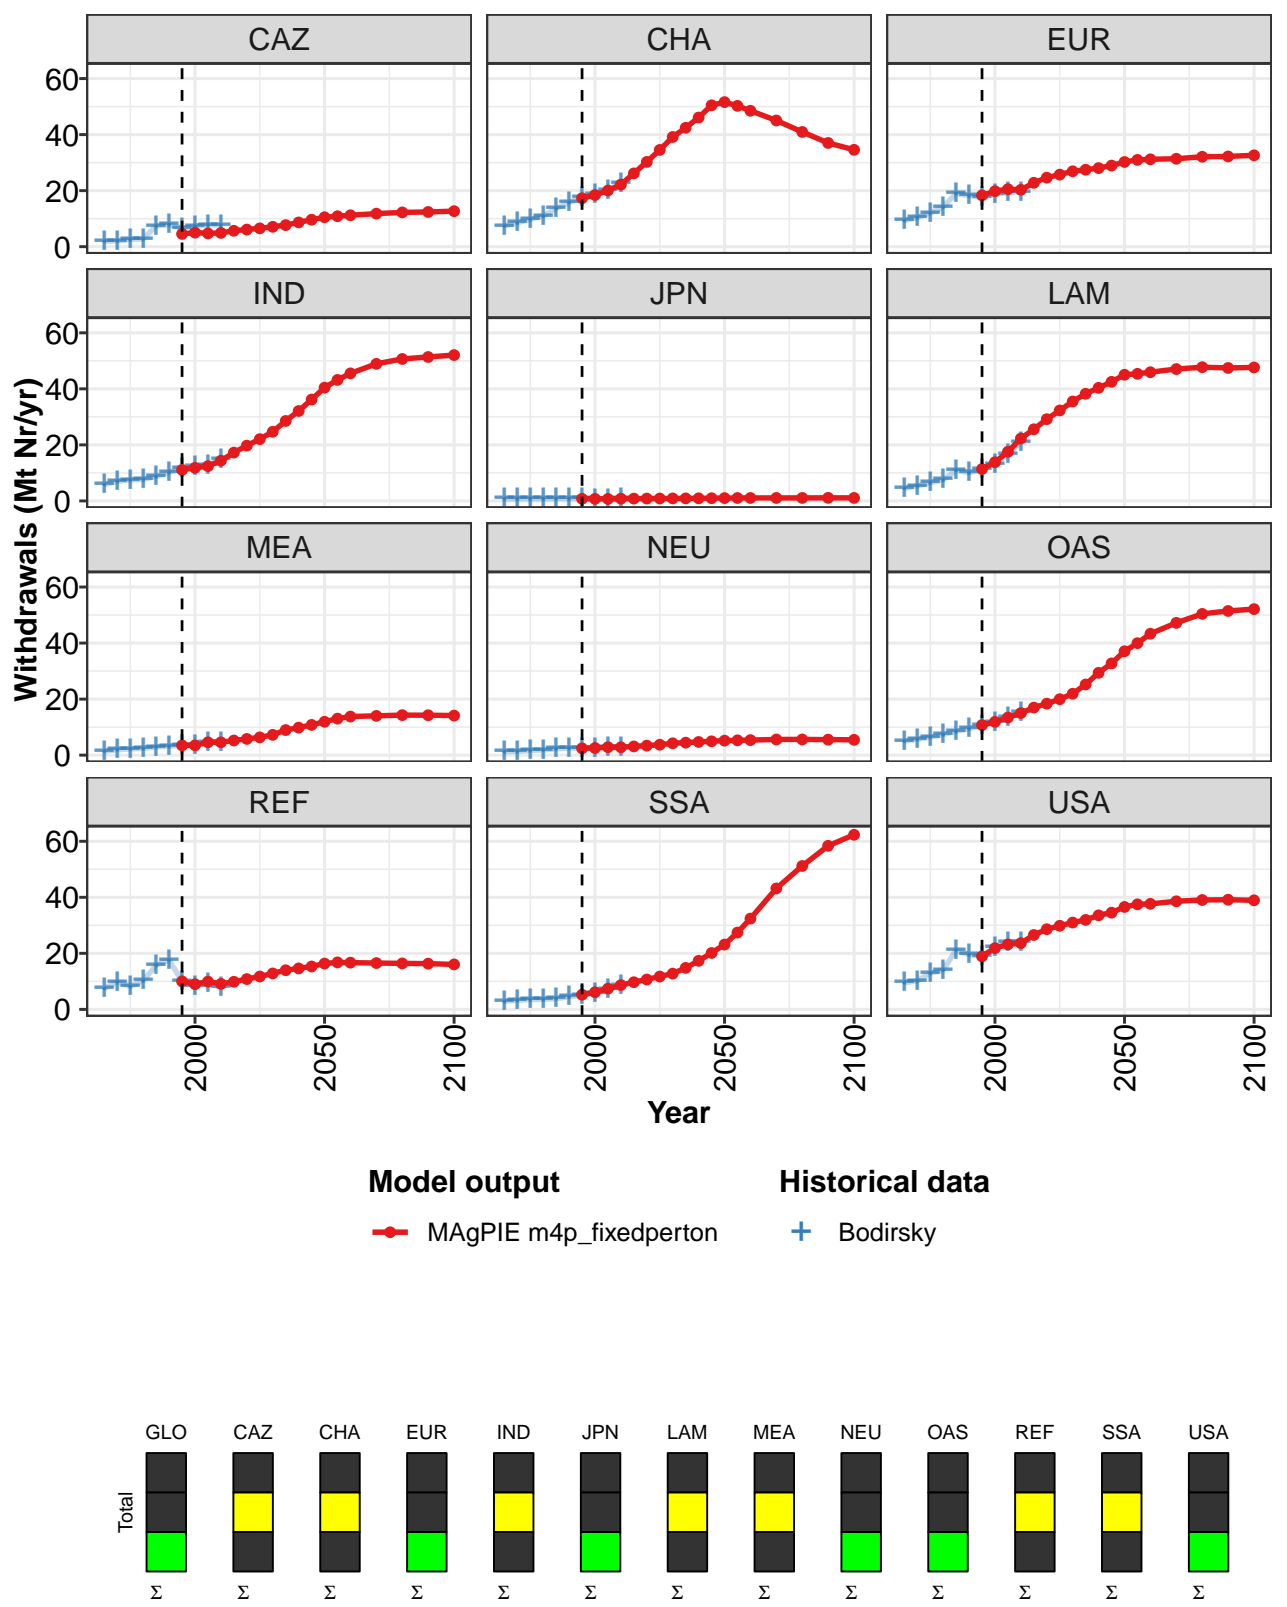 CAZ CHA EUR
60
40
20
0
IND JPN LAM
60
40
20
0
Withdrawals (Mt Nr/yr)
MEA NEU OAS
60
40
20
0
REF SSA USA
60
40
20
0
2000 2050 2100 2000 2050 2100 2000 2050 2100
Year
Model output Historical data
MAgPIE m4p_fixedperton Bodirsky
GLO CAZ CHA EUR IND JPN LAM MEA NEU OAS REF SSA USA
Total
Σ Σ Σ Σ Σ Σ Σ Σ Σ Σ Σ Σ Σ